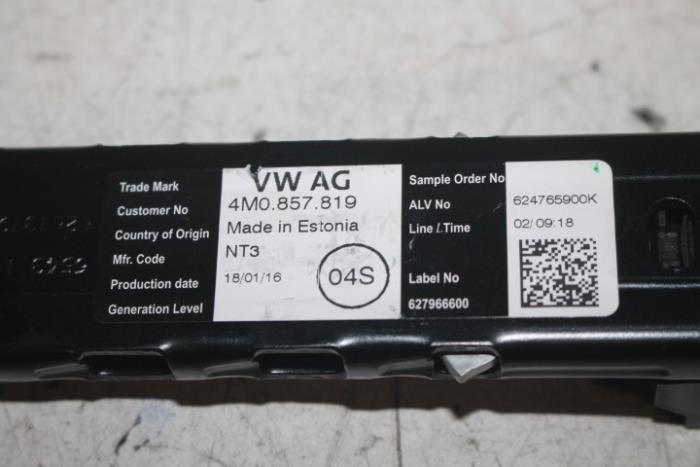 Trade Mark VW AG
Customer No 4M0.857.819
Country of Origin Made in Estonia
Mfr. Code NT3
Production date 18/01/16
Generation Level 04S
Sample Order No
ALV No 624765900K
Line / Time 02/ 09:18
Label No
627966600